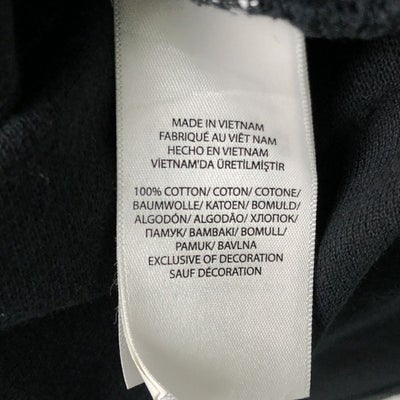 MADE IN VIETNAM
FABRIQUÉ AU VIÊT NAM
HECHO EN VIETNAM
VİETNAM'DA ÜRETİLMİŞTİR
100% COTTON/ COTON/ COTONE/
BAUMWOLLE/ KATOEN/ BOMULD/
ALGODÓN/ ALGODÃO/ ХЛОПОК/
ПАМУК/ BAMBAKI/ BOMULL/
PAMUK/ BAVLNA
EXCLUSIVE OF DECORATION
SAUF DÉCORATION